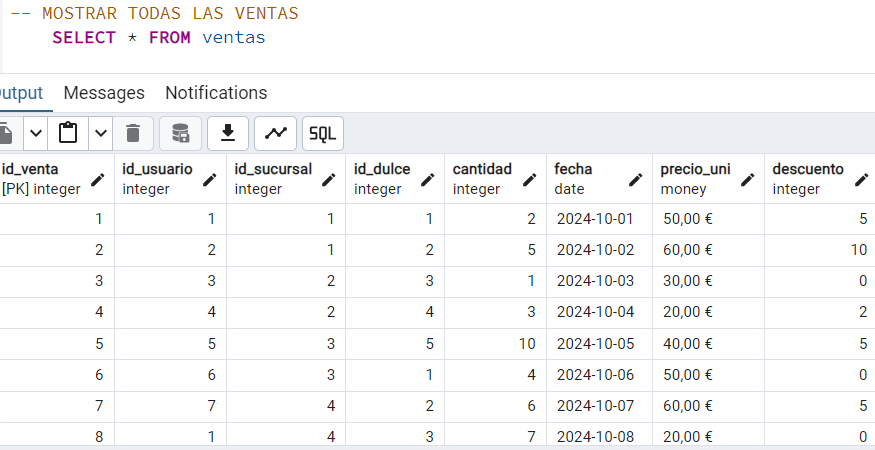 -- MOSTRAR TODAS LAS VENTAS
SELECT * FROM ventas
utput Messages Notifications
SQL
id_venta id_usuario id_sucursal id_dulce cantidad fecha precio_uni descuento
[PK] integer integer integer integer integer date money integer
1 1 1 1 2 2024-10-01 50,00 € 5
2 2 1 2 5 2024-10-02 60,00 € 10
3 3 2 3 1 2024-10-03 30,00 € 0
4 4 2 4 3 2024-10-04 20,00 € 2
5 5 3 5 10 2024-10-05 40,00 € 5
6 6 3 1 4 2024-10-06 50,00 € 0
7 7 4 2 6 2024-10-07 60,00 € 5
8 1 4 3 7 2024-10-08 20,00 € 0